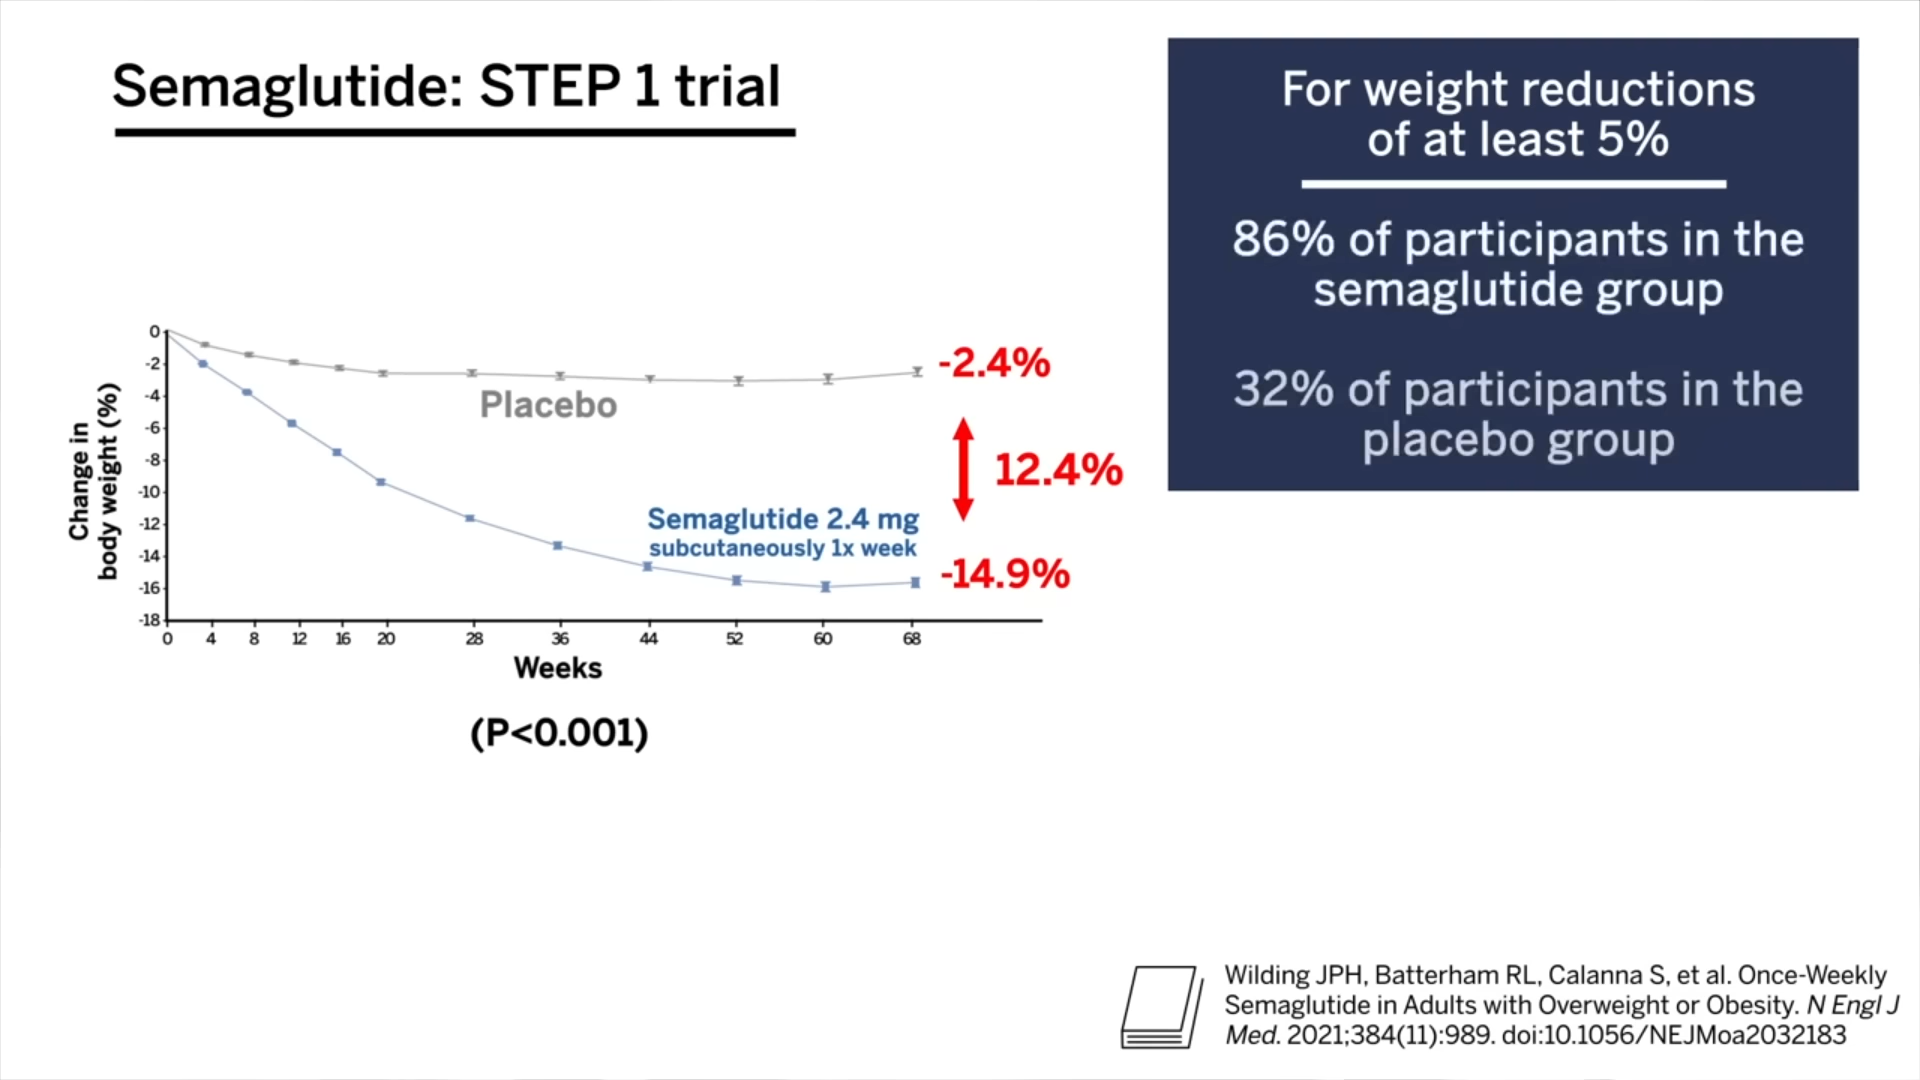 Semaglutide: STEP 1 trial
For weight reductions
of at least 5%
86% of participants in the
semaglutide group
32% of participants in the
placebo group
Change in
body weight (%)
0
-2
-4
-6
-8
-10
-12
-14
-16
-18
0 4 8 12 16 20 28 36 44 52 60 68
Weeks
Placebo
Semaglutide 2.4 mg
subcutaneously 1x week
-2.4%
12.4%
-14.9%
(P<0.001)
Wilding JPH, Batterham RL, Calanna S, et al. Once-Weekly
Semaglutide in Adults with Overweight or Obesity. N Engl J
Med. 2021;384(11):989. doi:10.1056/NEJMoa2032183